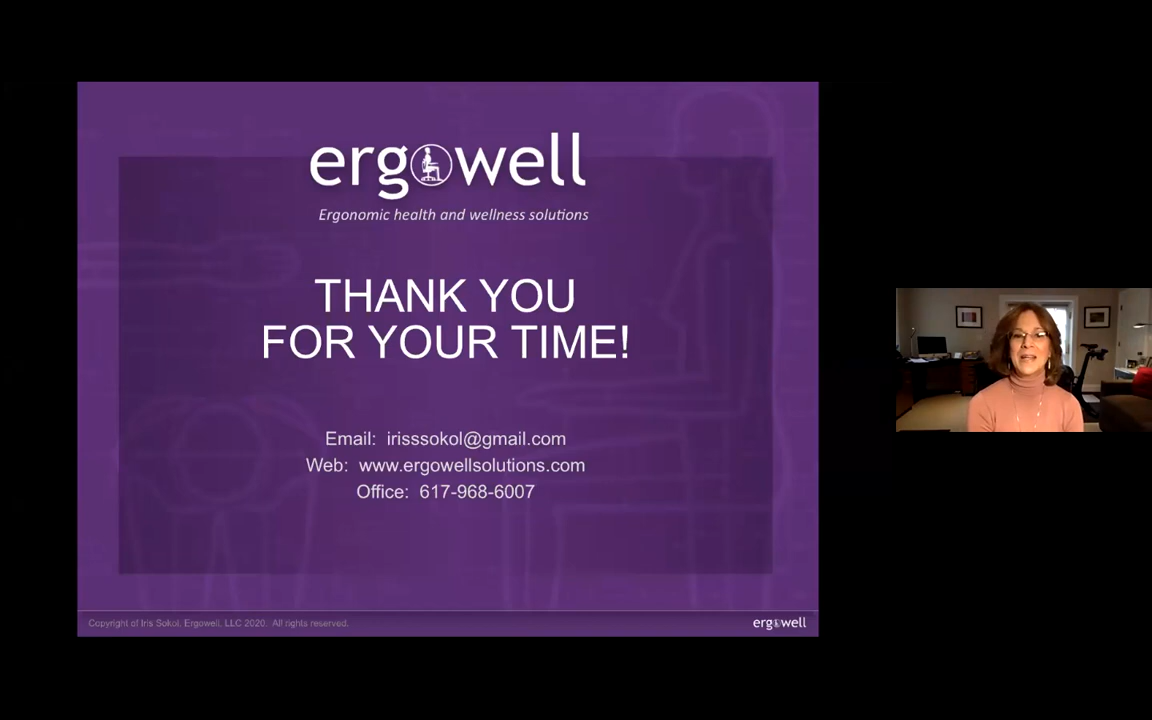 ergowell
Ergonomic health and wellness solutions
THANK YOU
FOR YOUR TIME!
Email: irisssokol@gmail.com
Web: www.ergowellsolutions.com
Office: 617-968-6007
Copyright of Iris Sokol. Ergowell, LLC 2020. All rights reserved.
ergowell